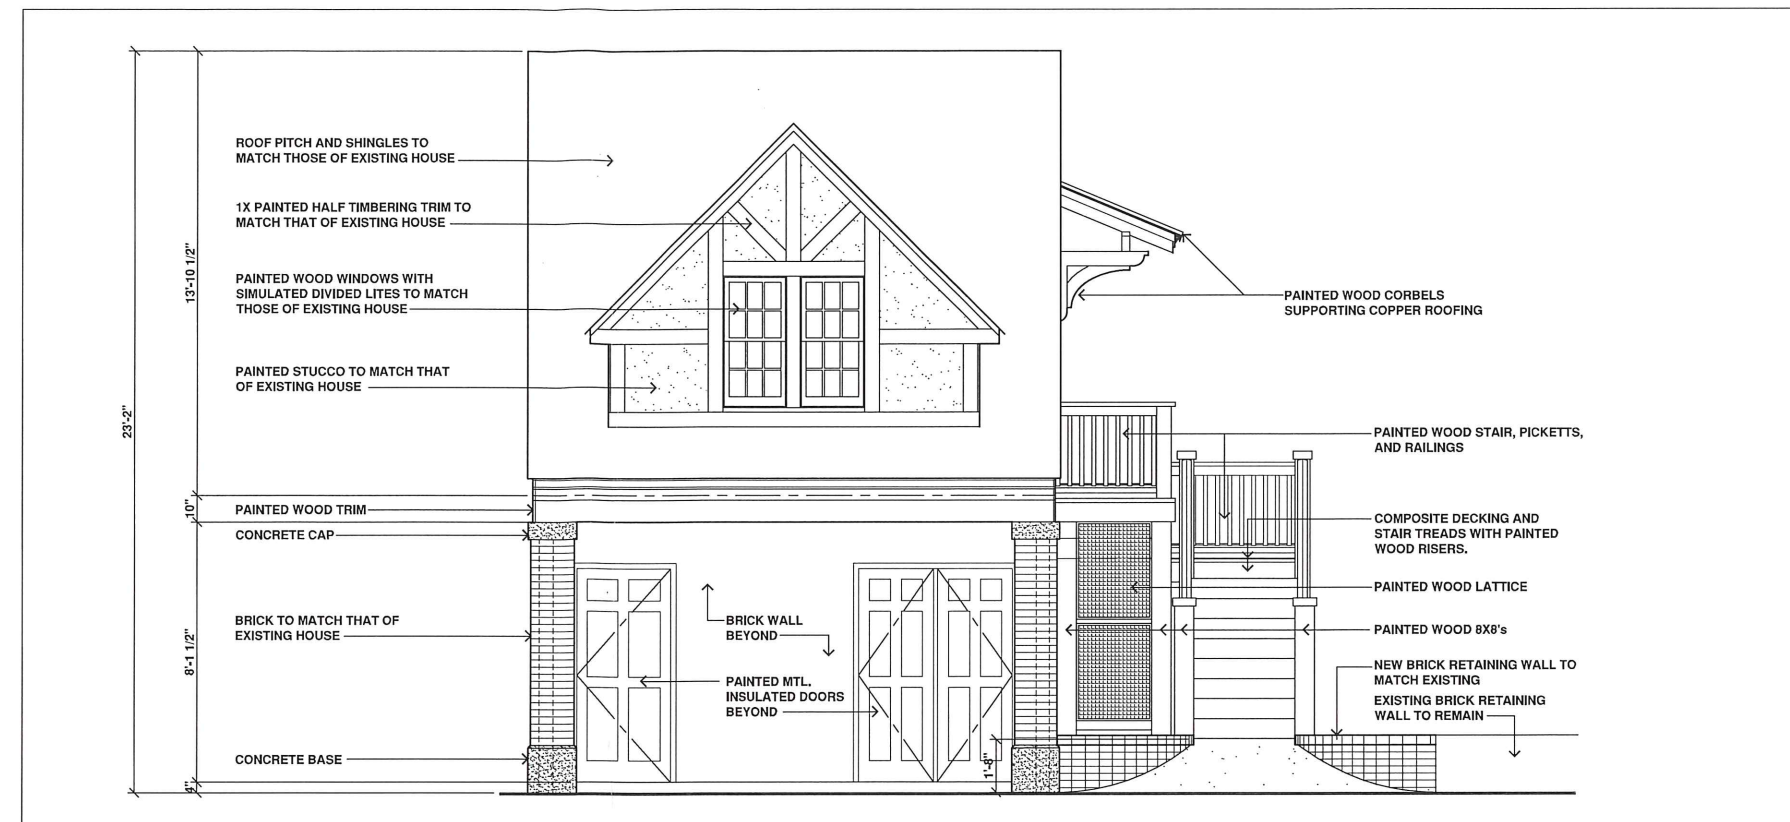 ROOF PITCH AND SHINGLES TO
MATCH THOSE OF EXISTING HOUSE
1X PAINTED HALF TIMBERING TRIM TO
MATCH THAT OF EXISTING HOUSE
PAINTED WOOD WINDOWS WITH
SIMULATED DIVIDED LITES TO MATCH
THOSE OF EXISTING HOUSE
PAINTED STUCCO TO MATCH THAT
OF EXISTING HOUSE
PAINTED WOOD TRIM
CONCRETE CAP
BRICK TO MATCH THAT OF
EXISTING HOUSE
CONCRETE BASE
23'-2"
13'-10 1/2"
10"
8'-1 1/2"
4"
BRICK WALL
BEYOND
PAINTED MTL.
INSULATED DOORS
BEYOND
1'-8"
PAINTED WOOD CORBELS
SUPPORTING COPPER ROOFING
PAINTED WOOD STAIR, PICKETTS,
AND RAILINGS
COMPOSITE DECKING AND
STAIR TREADS WITH PAINTED
WOOD RISERS.
PAINTED WOOD LATTICE
PAINTED WOOD 8X8's
NEW BRICK RETAINING WALL TO
MATCH EXISTING
EXISTING BRICK RETAINING
WALL TO REMAIN